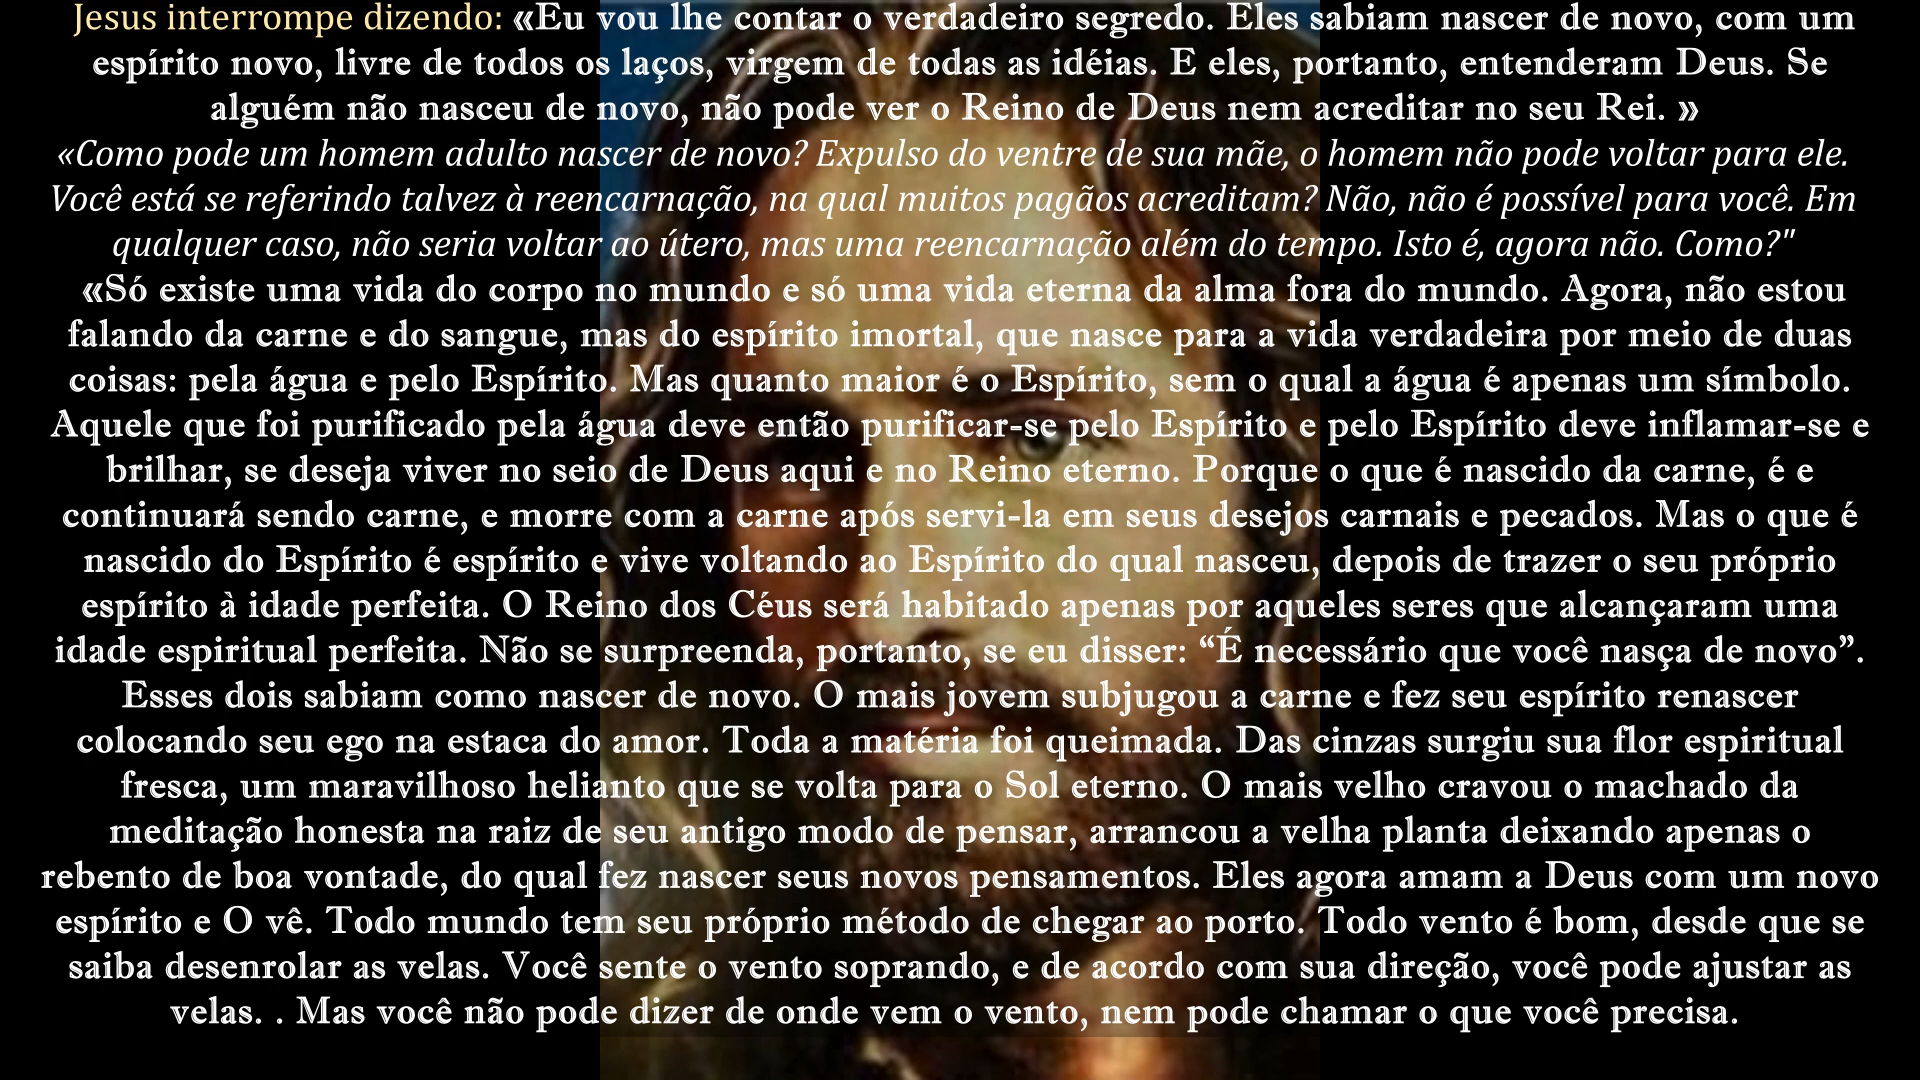 Jesus interrompe dizendo: «Eu vou lhe contar o verdadeiro segredo. Eles sabiam nascer de novo, com um
espírito novo, livre de todos os laços, virgem de todas as idéias. E eles, portanto, entenderam Deus. Se
alguém não nasceu de novo, não pode ver o Reino de Deus nem acreditar no seu Rei. »
«Como pode um homem adulto nascer de novo? Expulso do ventre de sua mãe, o homem não pode voltar para ele.
Você está se referindo talvez à reencarnação, na qual muitos pagãos acreditam? Não, não é possível para você. Em
qualquer caso, não seria voltar ao útero, mas uma reencarnação além do tempo. Isto é, agora não. Como?"
«Só existe uma vida do corpo no mundo e só uma vida eterna da alma fora do mundo. Agora, não estou
falando da carne e do sangue, mas do espírito imortal, que nasce para a vida verdadeira por meio de duas
coisas: pela água e pelo Espírito. Mas quanto maior é o Espírito, sem o qual a água é apenas um símbolo.
Aquele que foi purificado pela água deve então purificar-se pelo Espírito e pelo Espírito deve inflamar-se e
brilhar, se deseja viver no seio de Deus aqui e no Reino eterno. Porque o que é nascido da carne, é e
continuará sendo carne, e morre com a carne após servi-la em seus desejos carnais e pecados. Mas o que é
nascido do Espírito é espírito e vive voltando ao Espírito do qual nasceu, depois de trazer o seu próprio
espírito à idade perfeita. O Reino dos Céus será habitado apenas por aqueles seres que alcançaram uma
idade espiritual perfeita. Não se surpreenda, portanto, se eu disser: “É necessário que você nasça de novo”.
Esses dois sabiam como nascer de novo. O mais jovem subjugou a carne e fez seu espírito renascer
colocando seu ego na estaca do amor. Toda a matéria foi queimada. Das cinzas surgiu sua flor espiritual
fresca, um maravilhoso helianto que se volta para o Sol eterno. O mais velho cravou o machado da
meditação honesta na raiz de seu antigo modo de pensar, arrancou a velha planta deixando apenas o
rebento de boa vontade, do qual fez nascer seus novos pensamentos. Eles agora amam a Deus com um novo
espírito e O vê. Todo mundo tem seu próprio método de chegar ao porto. Todo vento é bom, desde que se
saiba desenrolar as velas. Você sente o vento soprando, e de acordo com sua direção, você pode ajustar as
velas. . Mas você não pode dizer de onde vem o vento, nem pode chamar o que você precisa.